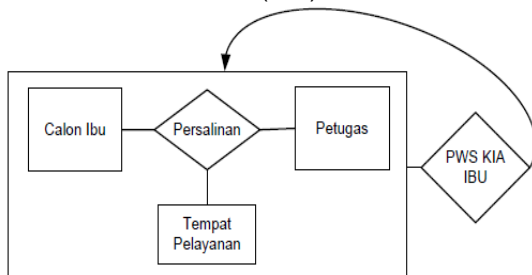 Calon Ibu
Persalinan
Petugas
PWS KIA
IBU
Tempat
Pelayanan